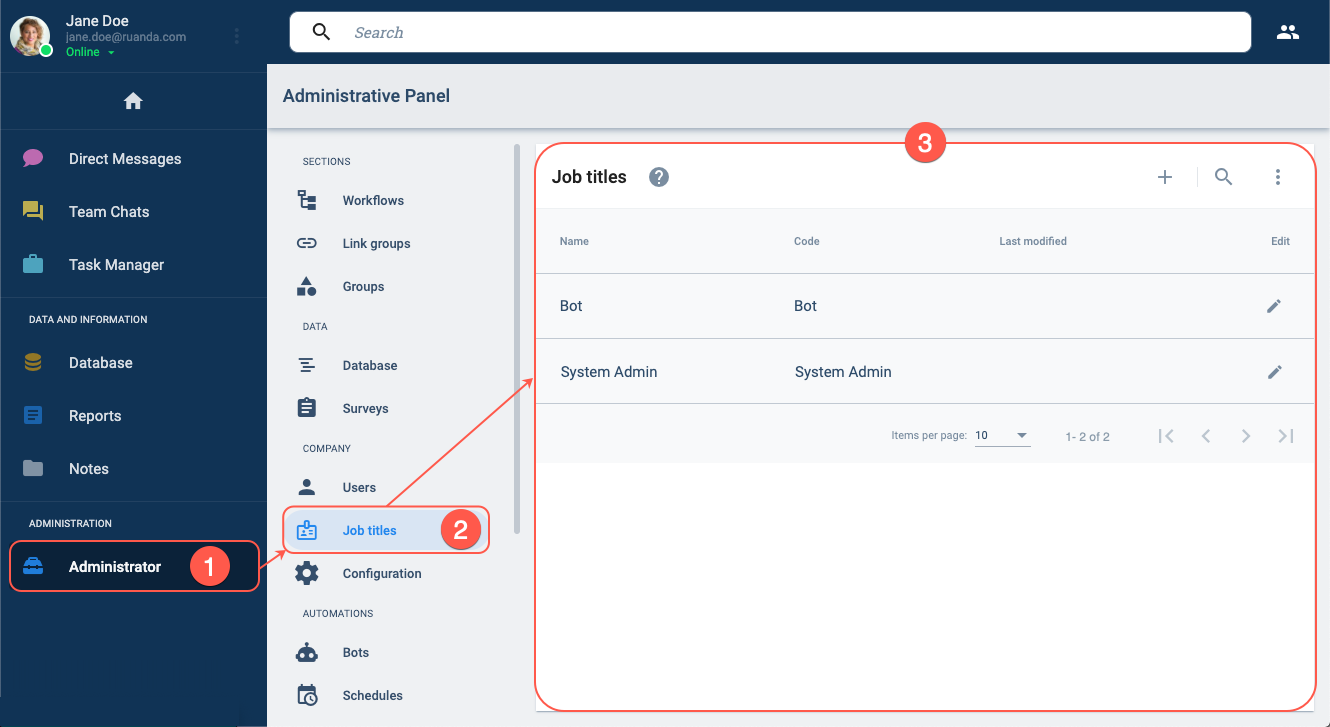 Jane Doe
jane.doe@ruanda.com
Online
Search
Administrative Panel
Direct Messages
Team Chats
Task Manager
DATA AND INFORMATION
Database
Reports
Notes
ADMINISTRATION
Administrator
1
SECTIONS
Workflows
Link groups
Groups
DATA
Database
Surveys
COMPANY
Users
Job titles
2
Configuration
AUTOMATIONS
Bots
Schedules
3
Job titles ?
Name Code Last modified Edit
Bot Bot
System Admin System Admin
Items per page: 10 1- 2 of 2